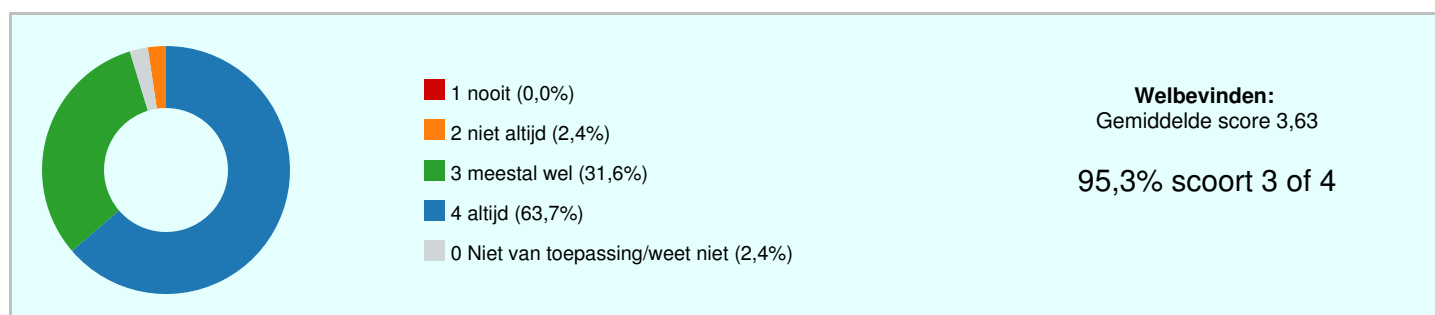 1 nooit (0,0%)
2 niet altijd (2,4%)
3 meestal wel (31,6%)
4 altijd (63,7%)
0 Niet van toepassing/weet niet (2,4%)
Welbevinden:
Gemiddelde score 3,63
95,3% scoort 3 of 4